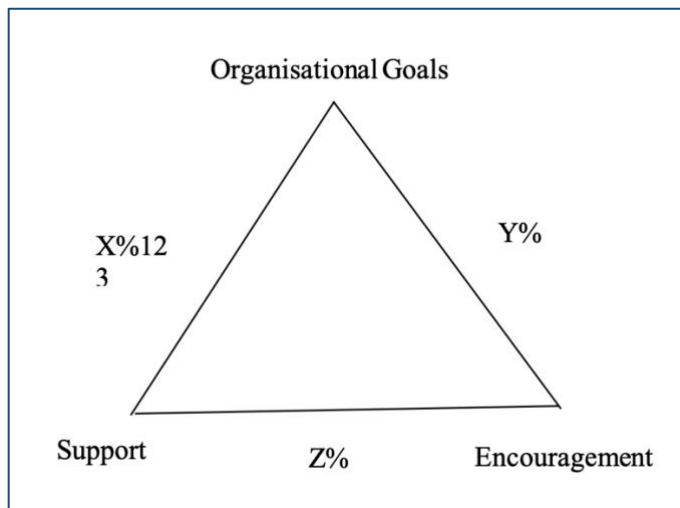 Organisational Goals
X%12
3
Y%
Support
Z%
Encouragement